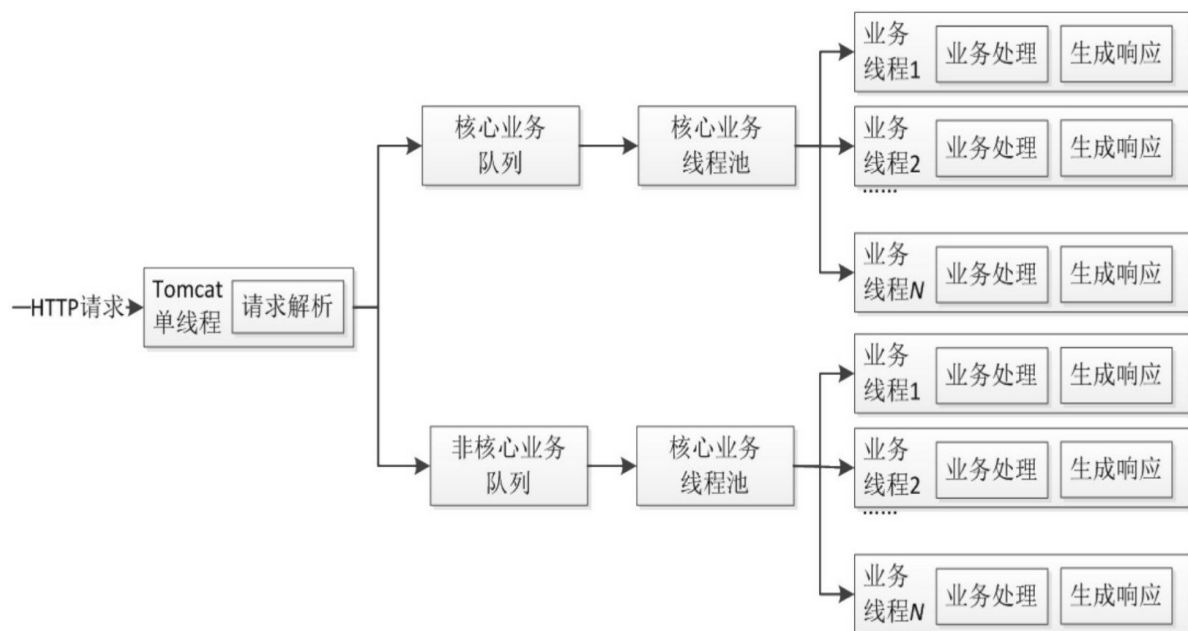 业务
线程1
业务处理
生成响应
核心业务
队列
核心业务
线程池
业务
线程2
业务处理
生成响应
......
业务
线程N
业务处理
生成响应
HTTP请求
Tomcat
单线程
请求解析
业务
线程1
业务处理
生成响应
非核心业务
队列
核心业务
线程池
业务
线程2
业务处理
生成响应
......
业务
线程N
业务处理
生成响应